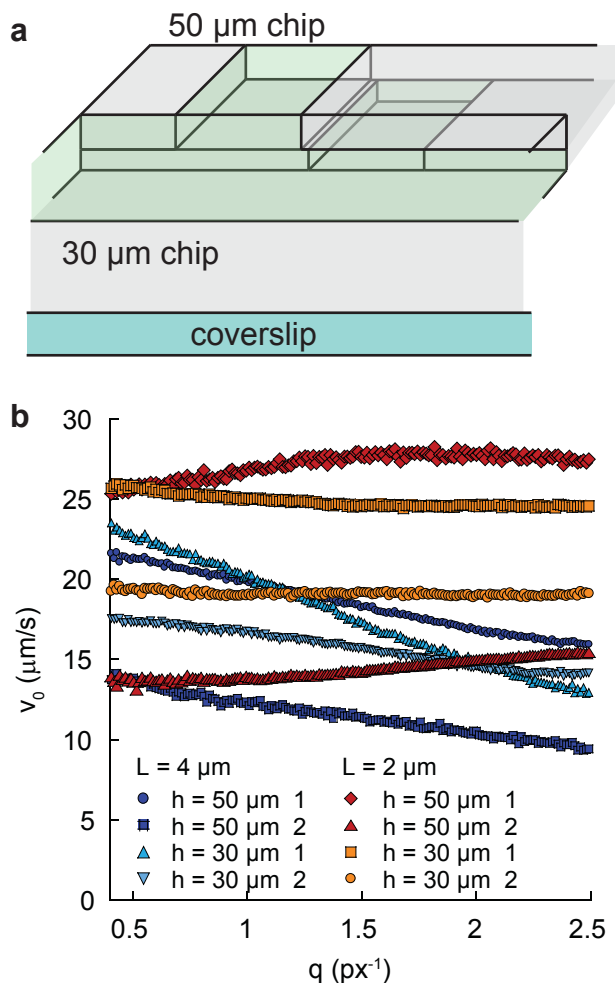 a
50 µm chip
30 µm chip
coverslip
b
30
25
20
15
10
5
0
v₀ (µm/s)
L = 4 µm
h = 50 µm 1
h = 50 µm 2
h = 30 µm 1
h = 30 µm 2
L = 2 µm
h = 50 µm 1
h = 50 µm 2
h = 30 µm 1
h = 30 µm 2
0.5 1 1.5 2 2.5
q (px⁻¹)